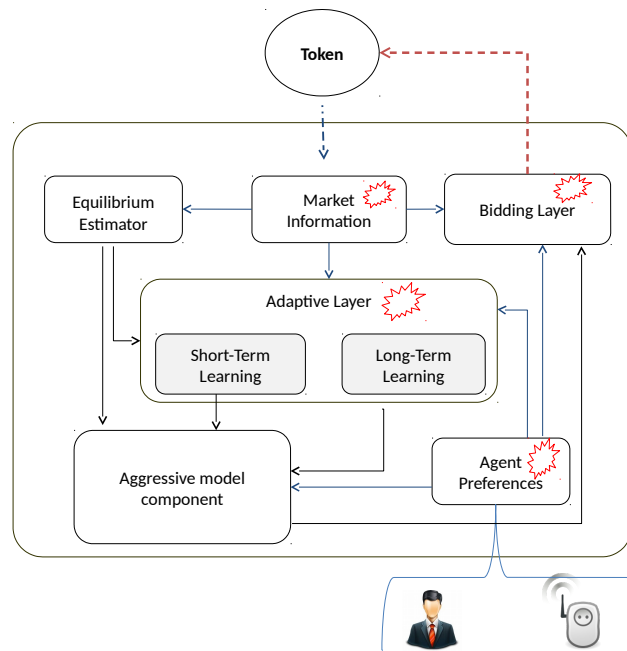 Token
Equilibrium
Estimator
Market
Information
Bidding Layer
Adaptive Layer
Short-Term
Learning
Long-Term
Learning
Aggressive model
component
Agent
Preferences